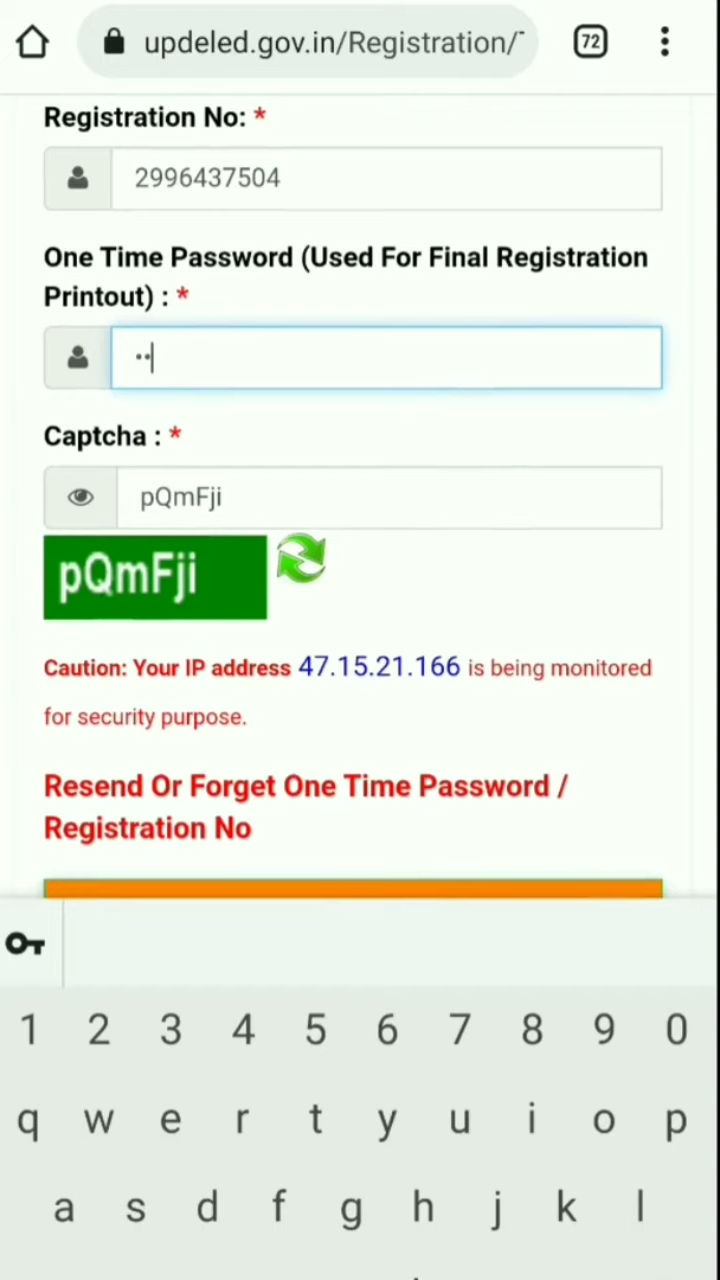 updeled.gov.in/Registration/
72
Registration No: *
2996437504
One Time Password (Used For Final Registration
Printout) : *
Captcha : *
pQmFji
pQmFji
Caution: Your IP address 47.15.21.166 is being monitored
for security purpose.
Resend Or Forget One Time Password /
Registration No
1 2 3 4 5 6 7 8 9 0
q w e r t y u i o p
a s d f g h j k l